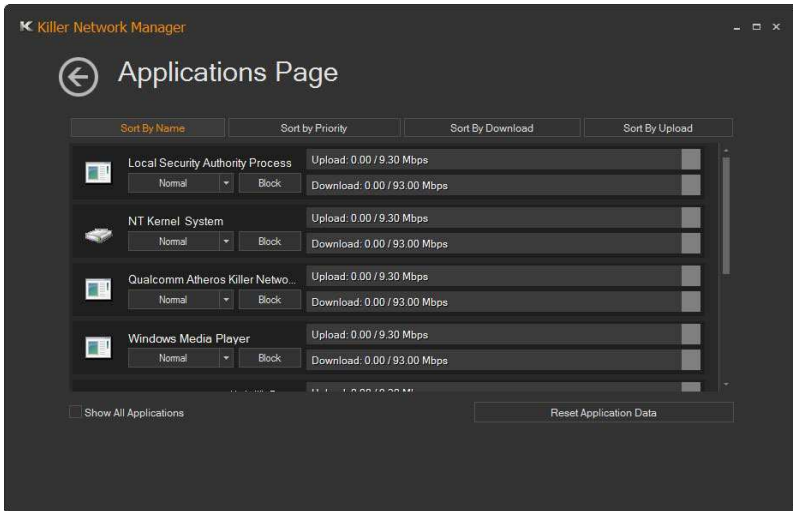 Killer Network Manager
Applications Page
Sort By Name Sort by Priority Sort By Download Sort By Upload
Local Security Authority Process Upload: 0.00 / 9.30 Mbps
Normal Block Download: 0.00 / 93.00 Mbps
NT Kernel System Upload: 0.00 / 9.30 Mbps
Normal Block Download: 0.00 / 93.00 Mbps
Qualcomm Atheros Killer Netwo... Upload: 0.00 / 9.30 Mbps
Normal Block Download: 0.00 / 93.00 Mbps
Windows Media Player Upload: 0.00 / 9.30 Mbps
Normal Block Download: 0.00 / 93.00 Mbps
Show All Applications Reset Application Data